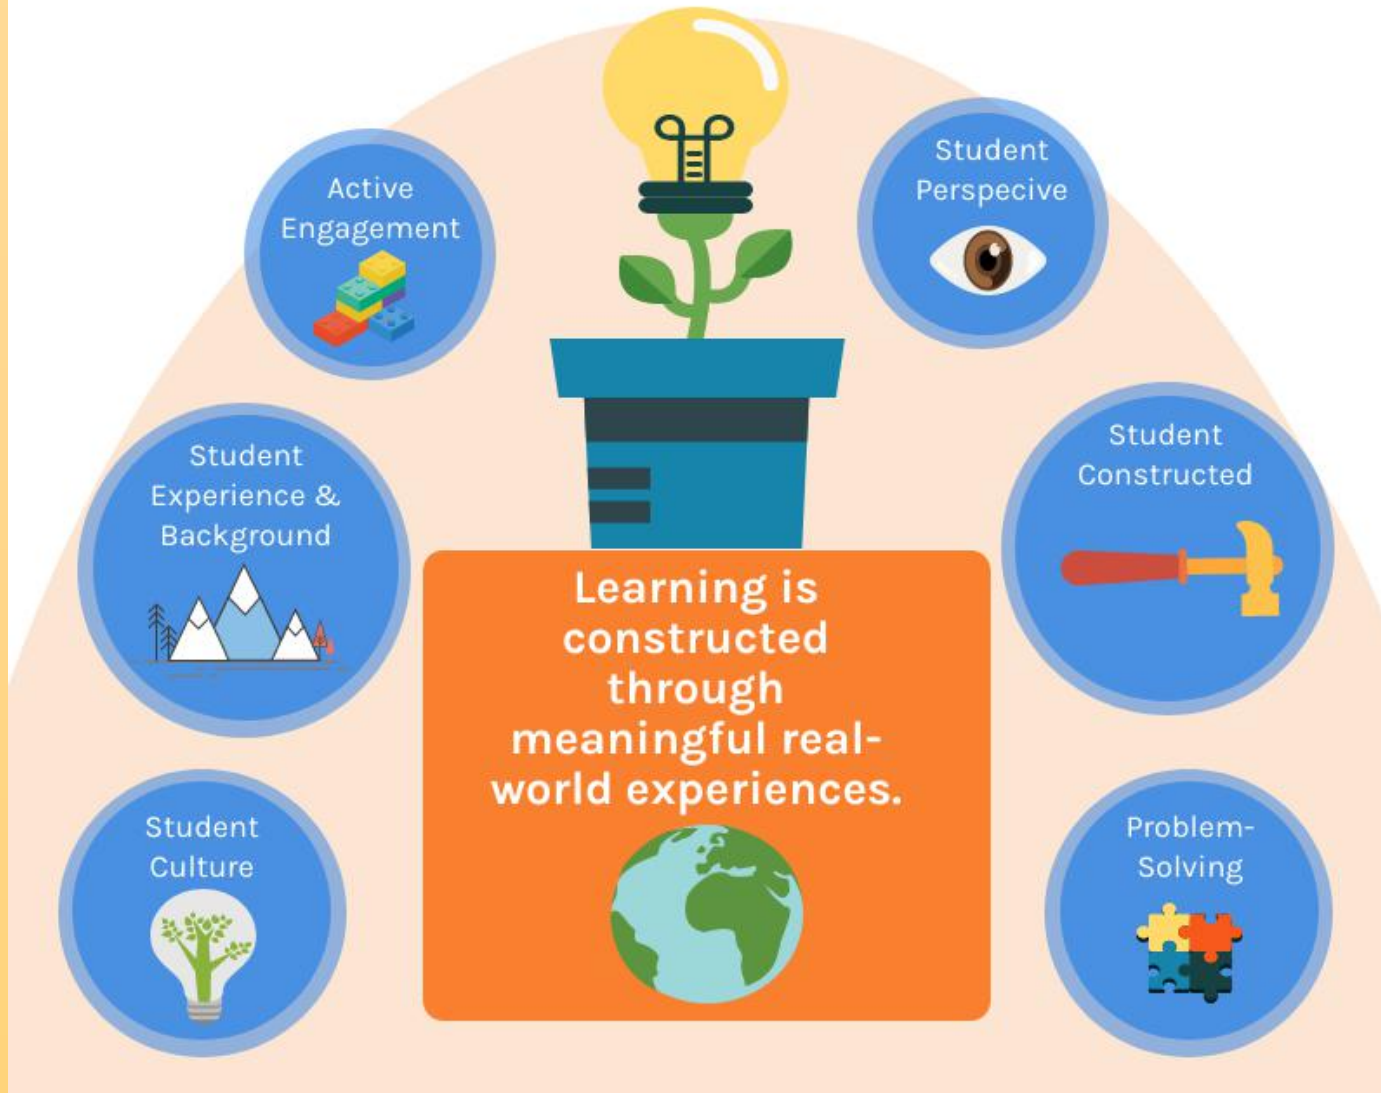 Active
Engagement
Student
Perspecive
Student
Experience &
Background
Student
Constructed
Learning is
constructed
through
meaningful real-
world experiences.
Student
Culture
Problem-
Solving